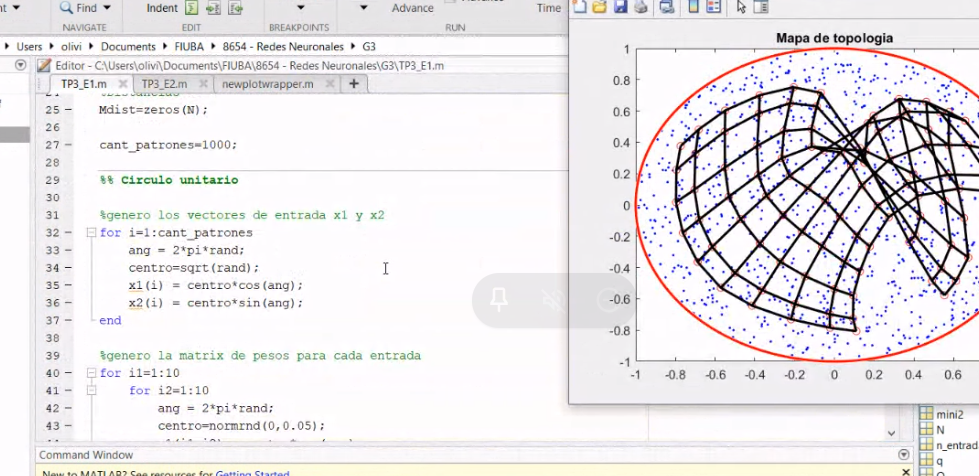 Find
Indent
Advance
Time
NAVIGATE
EDIT
BREAKPOINTS
RUN
Users ▸ olivi ▸ Documents ▸ FIUBA ▸ 8654 - Redes Neuronales ▸ G3
Editor - C:\Users\olivi\Documents\FIUBA\8654 - Redes Neuronales\G3\TP3_E1.m
TP3_E1.m × TP3_E2.m × newplotwrapper.m × +
25 - Mdist=zeros(N);
26
27 - cant_patrones=1000;
28
29 %% Circulo unitario
30
31 %genero los vectores de entrada x1 y x2
32 - for i=1:cant_patrones
33 - ang = 2*pi*rand;
34 - centro=sqrt(rand);
35 - x1(i) = centro*cos(ang);
36 - x2(i) = centro*sin(ang);
37 - end
38
39 %genero la matrix de pesos para cada entrada
40 - for i1=1:10
41 - for i2=1:10
42 - ang = 2*pi*rand;
43 - centro=normrnd(0,0.05);
Command Window
New to MATLAB? See resources for Getting Started.
Mapa de topologia
1
0.8
0.6
0.4
0.2
0
-0.2
-0.4
-0.6
-0.8
-1
-1 -0.8 -0.6 -0.4 -0.2 0 0.2 0.4 0.6
mini2
N
n_entrad
q